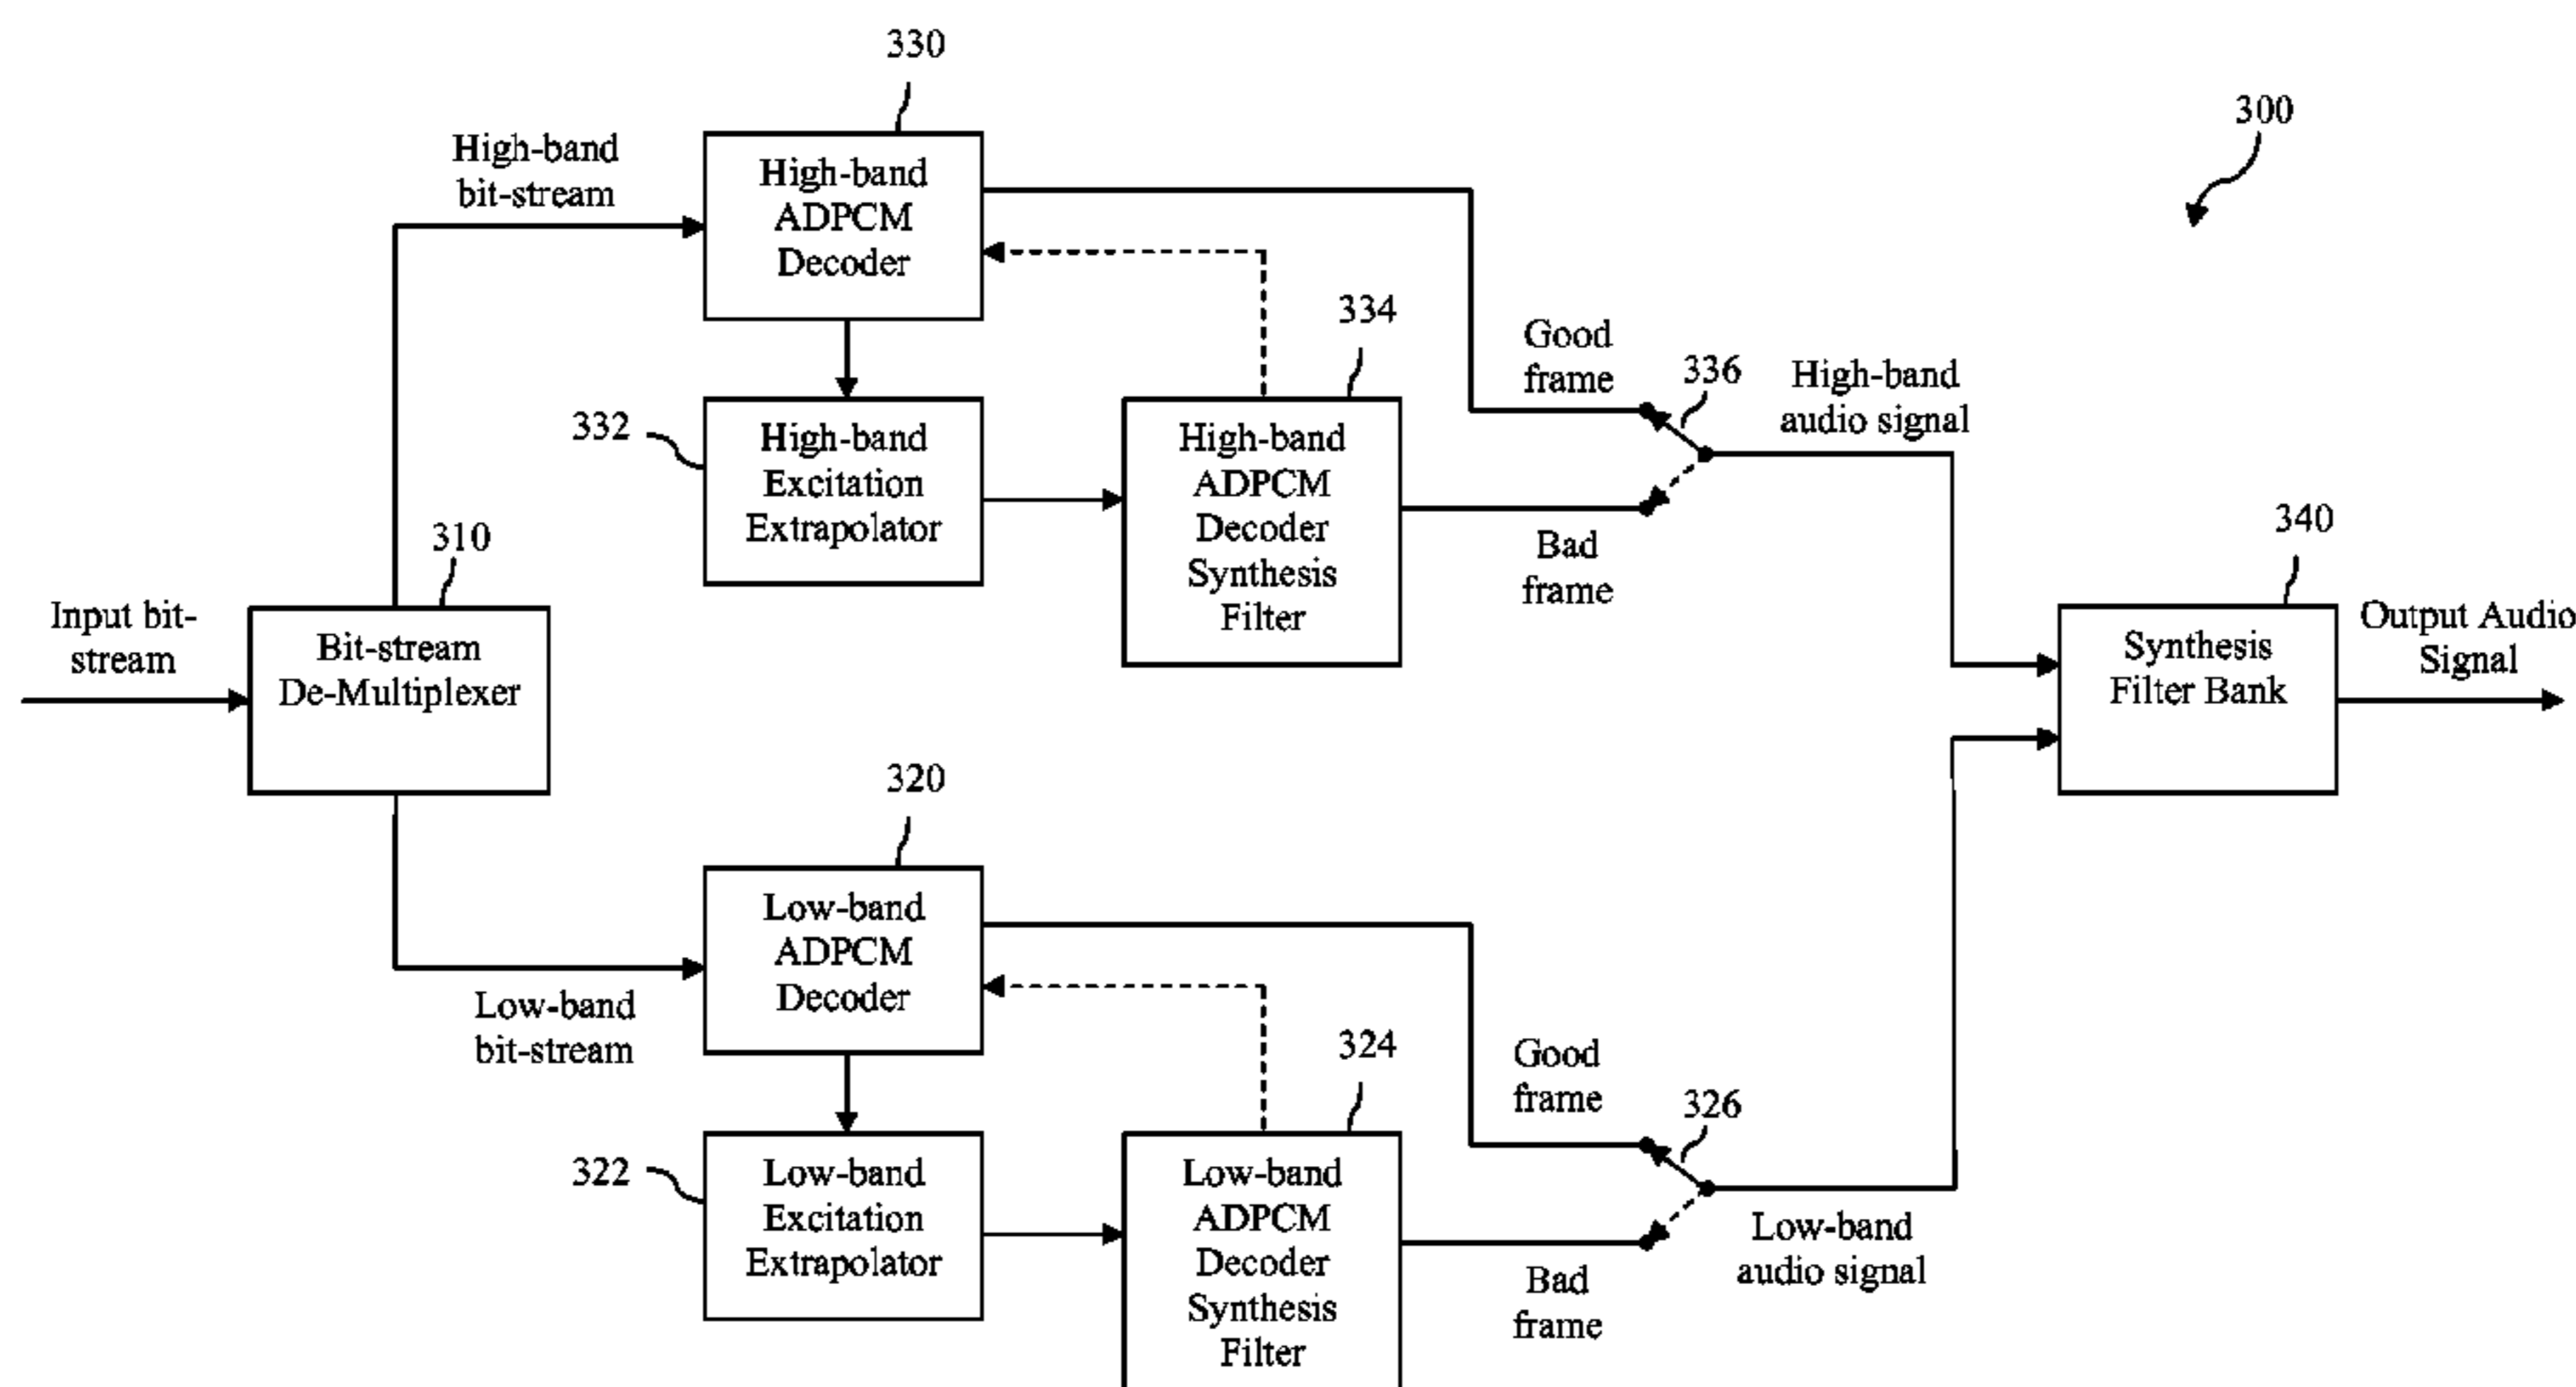 330
300
High-band
bit-stream
High-band
ADPCM
Decoder
334
Good
frame
336
High-band
audio signal
332
High-band
Excitation
Extrapolator
High-band
ADPCM
Decoder
Synthesis
Filter
Bad
frame
310
340
Input bit-
stream
Bit-stream
De-Multiplexer
Synthesis
Filter Bank
Output Audio
Signal
320
Low-band
bit-stream
Low-band
ADPCM
Decoder
324
Good
frame
326
322
Low-band
Excitation
Extrapolator
Low-band
ADPCM
Decoder
Synthesis
Filter
Bad
frame
Low-band
audio signal